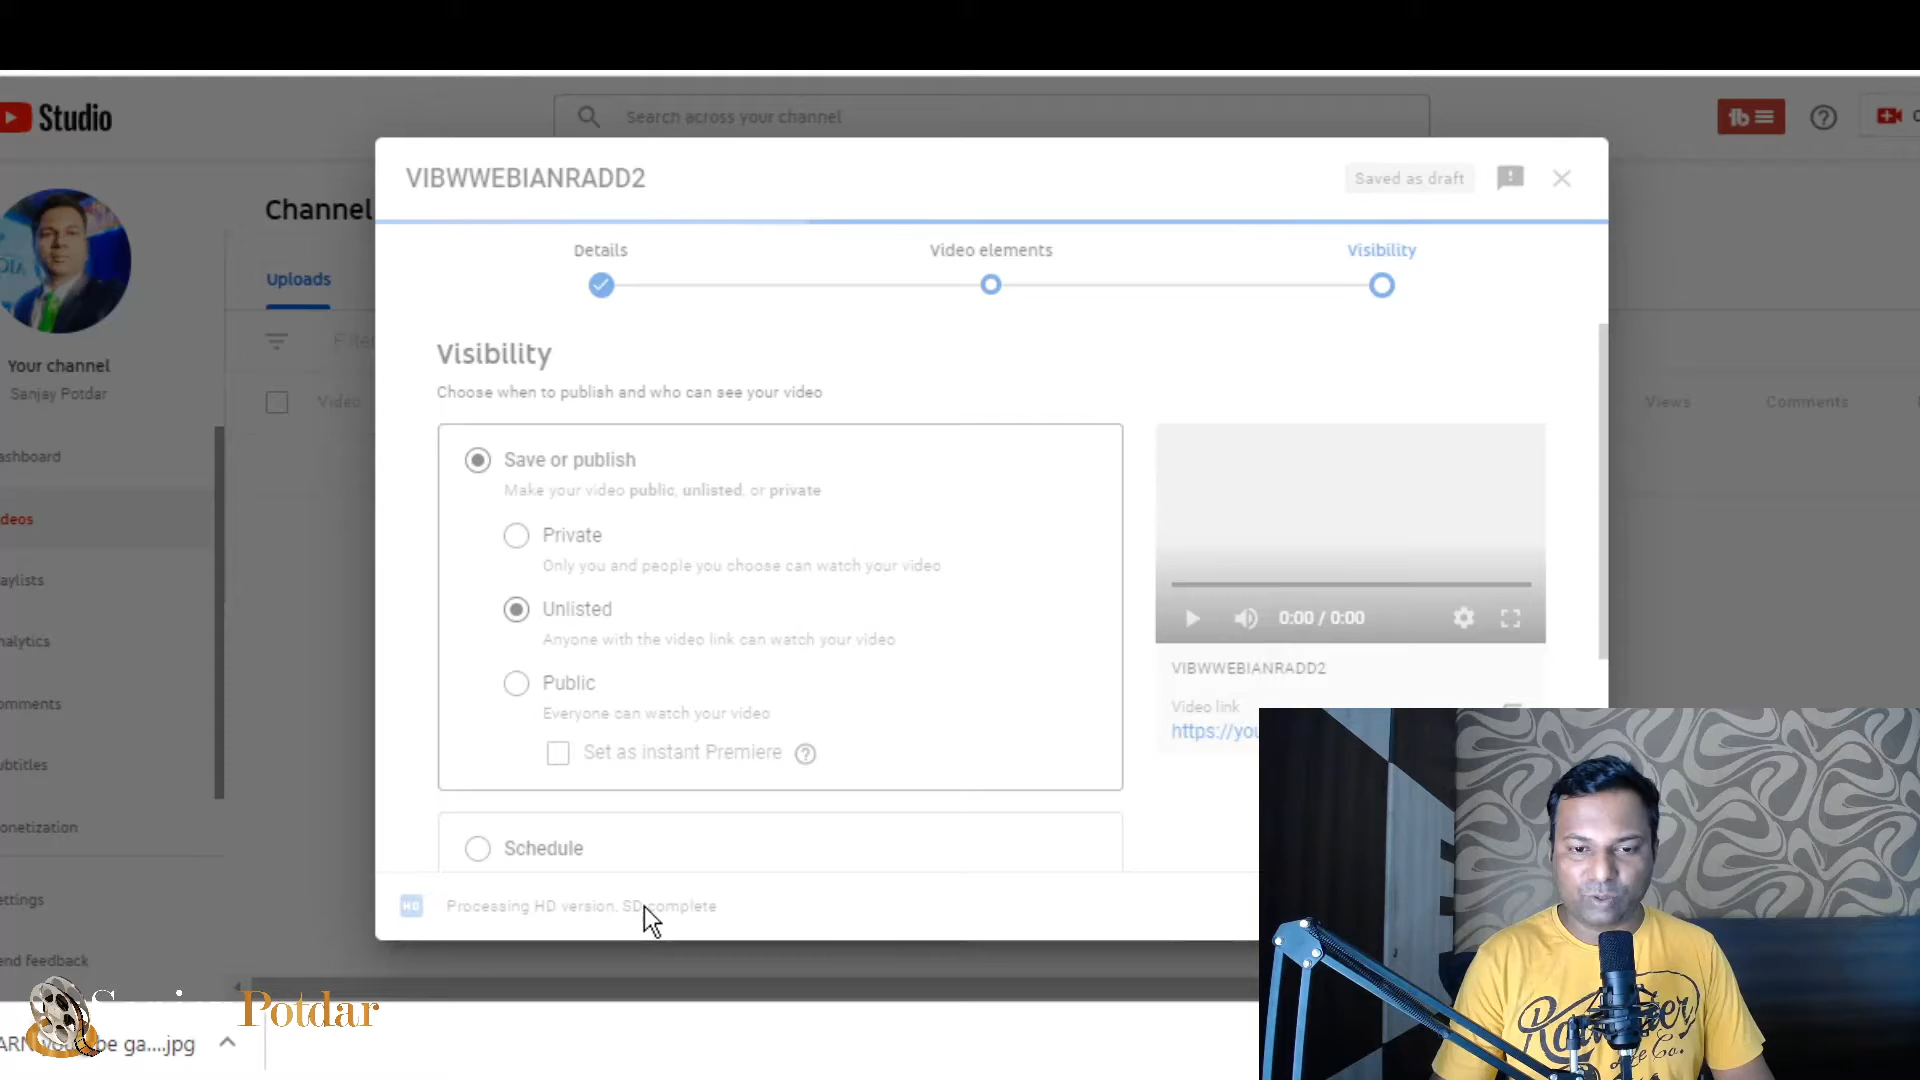 Studio
Search across your channel
VIBWWEBIANRADD2
Saved as draft
Channel
Details
Video elements
Visibility
Uploads
Filte
Your channel
Sanjay Potdar
Video
Views
Comments
Visibility
Choose when to publish and who can see your video
Save or publish
Make your video public, unlisted, or private
Private
Only you and people you choose can watch your video
Unlisted
Anyone with the video link can watch your video
Public
Everyone can watch your video
Set as instant Premiere
Schedule
0:00 / 0:00
VIBWWEBIANRADD2
Video link
https://you
HD
Processing HD version. SD complete
ashboard
deos
aylists
nalytics
omments
ubtitles
onetization
ettings
end feedback
Potdar
be ga....jpg
Co.